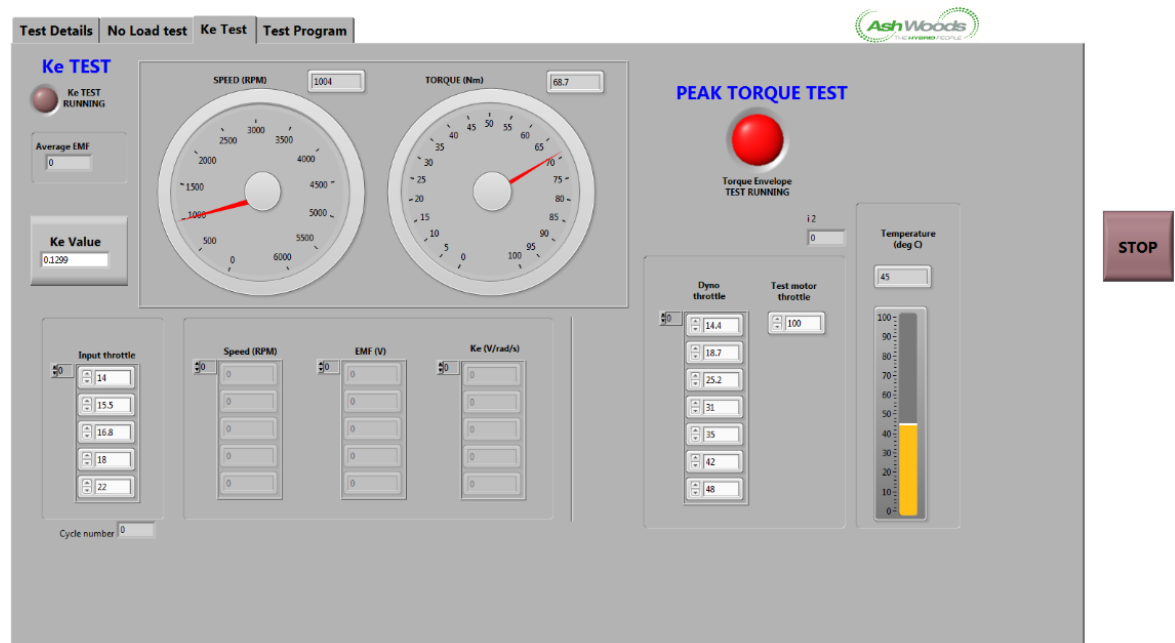 Test Details
No Load test
Ke Test
Test Program
AshWoods
THE HYBRID PEOPLE
Ke TEST
Ke TEST
RUNNING
Average EMF
0
Ke Value
0.1299
SPEED (RPM)
1004
0
500
1000
1500
2000
2500
3000
3500
4000
4500
5000
5500
6000
TORQUE (Nm)
68.7
0
5
10
15
20
25
30
35
40
45
50
55
60
65
70
75
80
85
90
95
100
PEAK TORQUE TEST
Torque Envelope
TEST RUNNING
i 2
0
Temperature
(deg C)
45
100
90
80
70
60
50
40
30
20
10
0
STOP
Dyno
throttle
0
14.4
18.7
25.2
31
35
42
48
Test motor
throttle
100
Input throttle
0
14
15.5
16.8
18
22
Cycle number
0
Speed (RPM)
0
0
0
0
0
0
EMF (V)
0
0
0
0
0
0
Ke (V/rad/s)
0
0
0
0
0
0